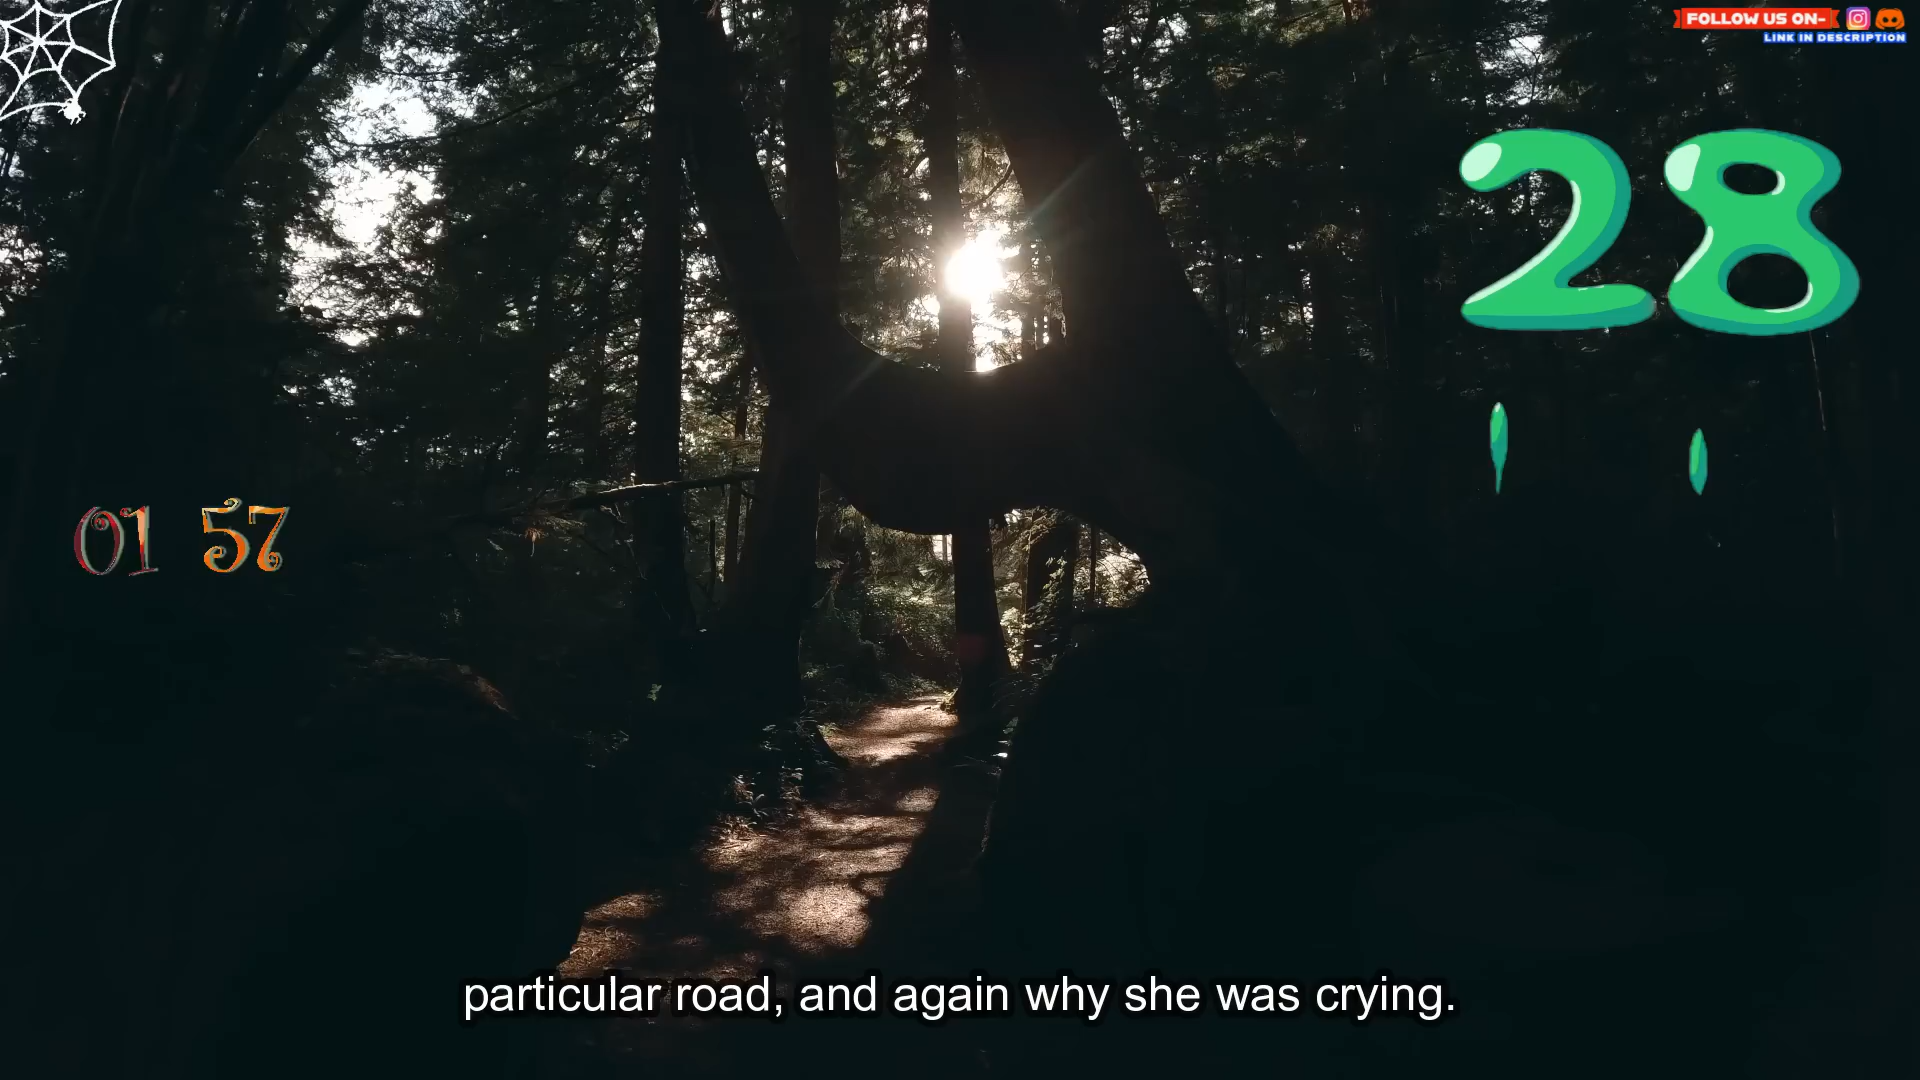 FOLLOW US ON-
LINK IN DESCRIPTION
28
01 57
particular road, and again why she was crying.